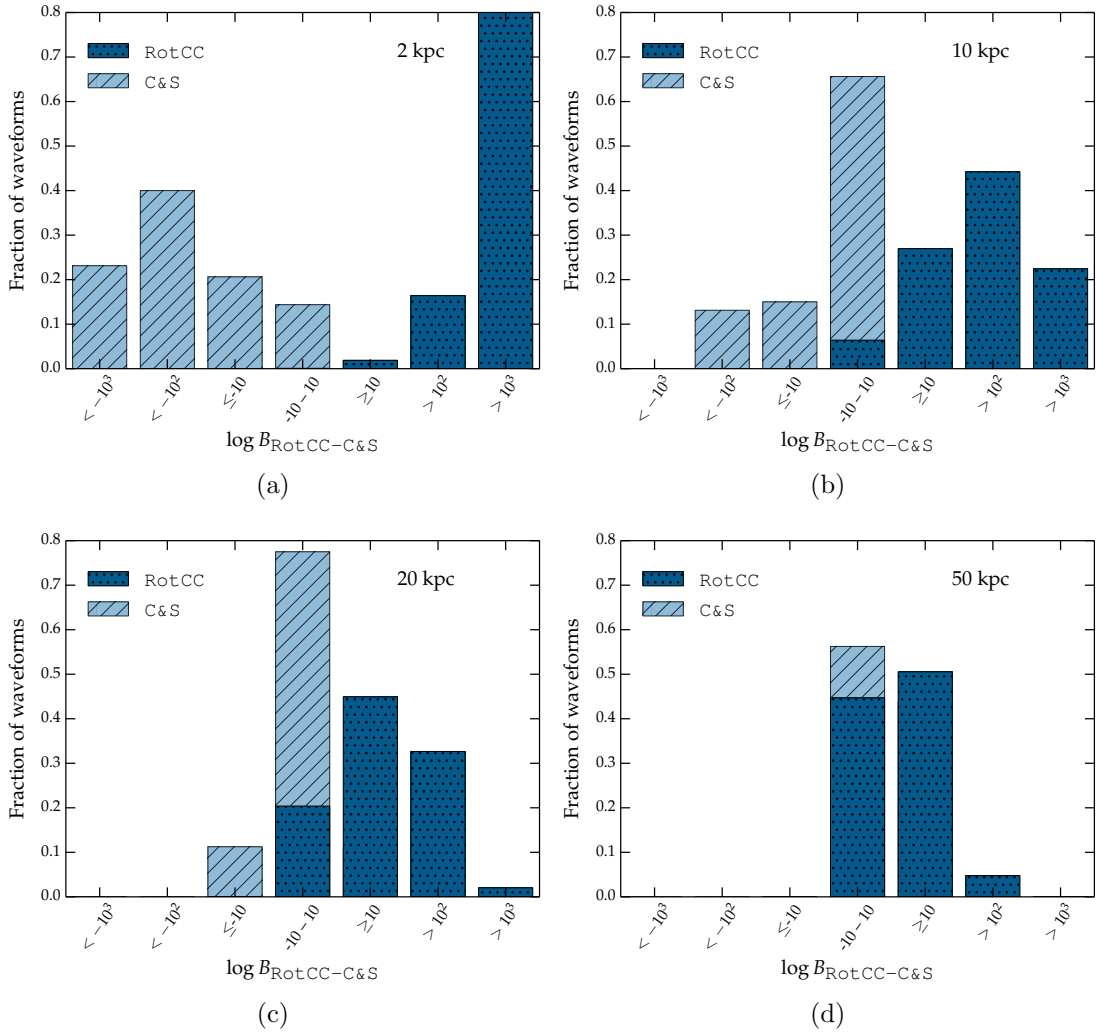 0.8
0.7
0.6
0.5
0.4
0.3
0.2
0.1
0.0
Fraction of waveforms
RotCC
C&S
2 kpc
< −10³
< −10²
≤-10
-10 − 10
≥10
> 10²
> 10³
log B_RotCC−C&S
(a)
0.8
0.7
0.6
0.5
0.4
0.3
0.2
0.1
0.0
Fraction of waveforms
RotCC
C&S
10 kpc
< −10³
< −10²
≤-10
-10 − 10
≥10
> 10²
> 10³
log B_RotCC−C&S
(b)
0.8
0.7
0.6
0.5
0.4
0.3
0.2
0.1
0.0
Fraction of waveforms
RotCC
C&S
20 kpc
< −10³
< −10²
≤-10
-10 − 10
≥10
> 10²
> 10³
log B_RotCC−C&S
(c)
0.8
0.7
0.6
0.5
0.4
0.3
0.2
0.1
0.0
Fraction of waveforms
RotCC
C&S
50 kpc
< −10³
< −10²
≤-10
-10 − 10
≥10
> 10²
> 10³
log B_RotCC−C&S
(d)